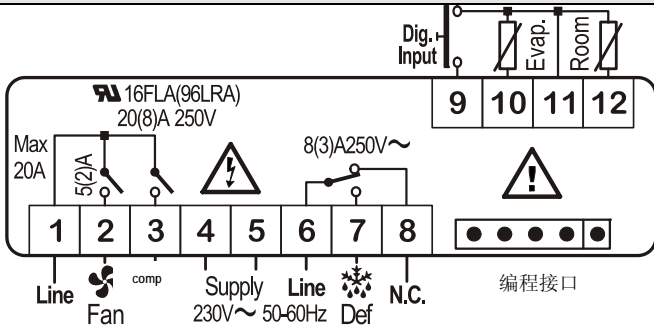 Dig.
Input
Evap.
Room
9 10 11 12
16FLA(96LRA)
20(8)A 250V
Max
20A
5(2)A
8(3)A250V～
1 2 3 4 5 6 7 8
Line
Fan
comp
Supply
230V～ 50-60Hz
Line
Def
N.C.
编程接口